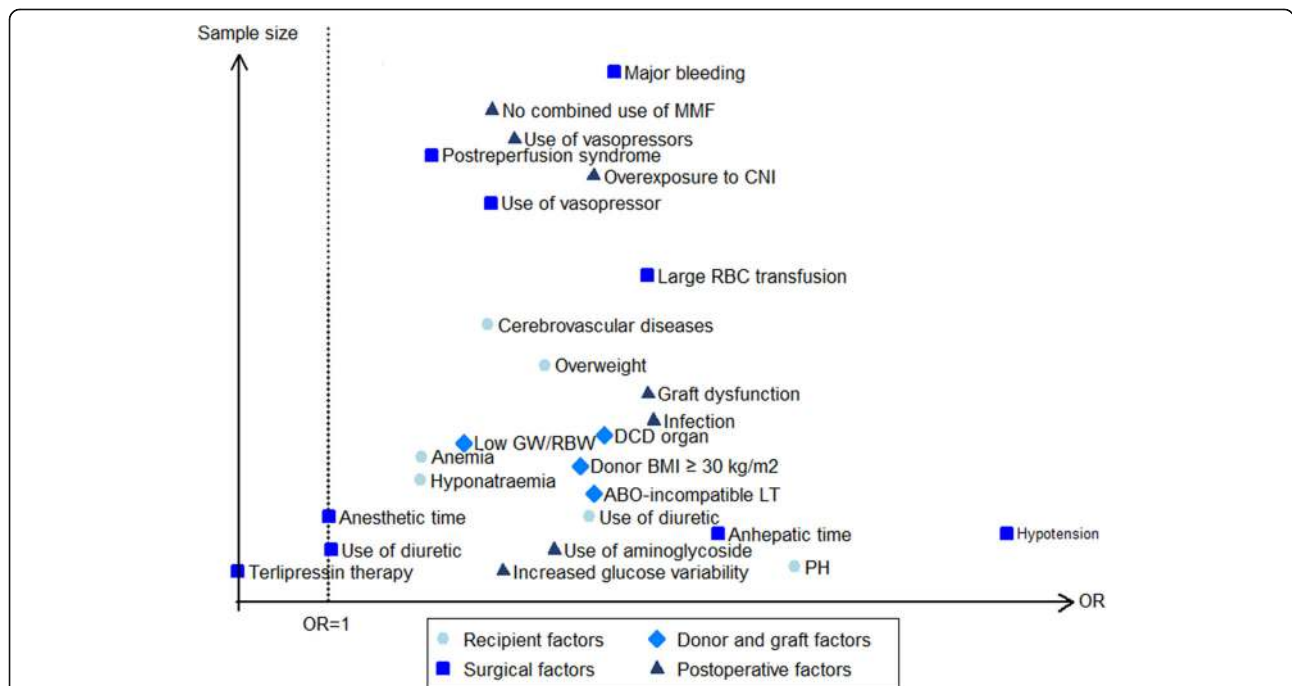 Sample size
Major bleeding
No combined use of MMF
Use of vasopressors
Postreperfusion syndrome
Overexposure to CNI
Use of vasopressor
Large RBC transfusion
Cerebrovascular diseases
Overweight
Graft dysfunction
Infection
DCD organ
Low GW/RBW
Anemia
Donor BMI ≥ 30 kg/m2
Hyponatraemia
ABO-incompatible LT
Anesthetic time
Use of diuretic
Anhepatic time
Hypotension
Use of diuretic
Use of aminoglycoside
Terlipressin therapy
Increased glucose variability
PH
OR
OR=1
Recipient factors
Donor and graft factors
Surgical factors
Postoperative factors